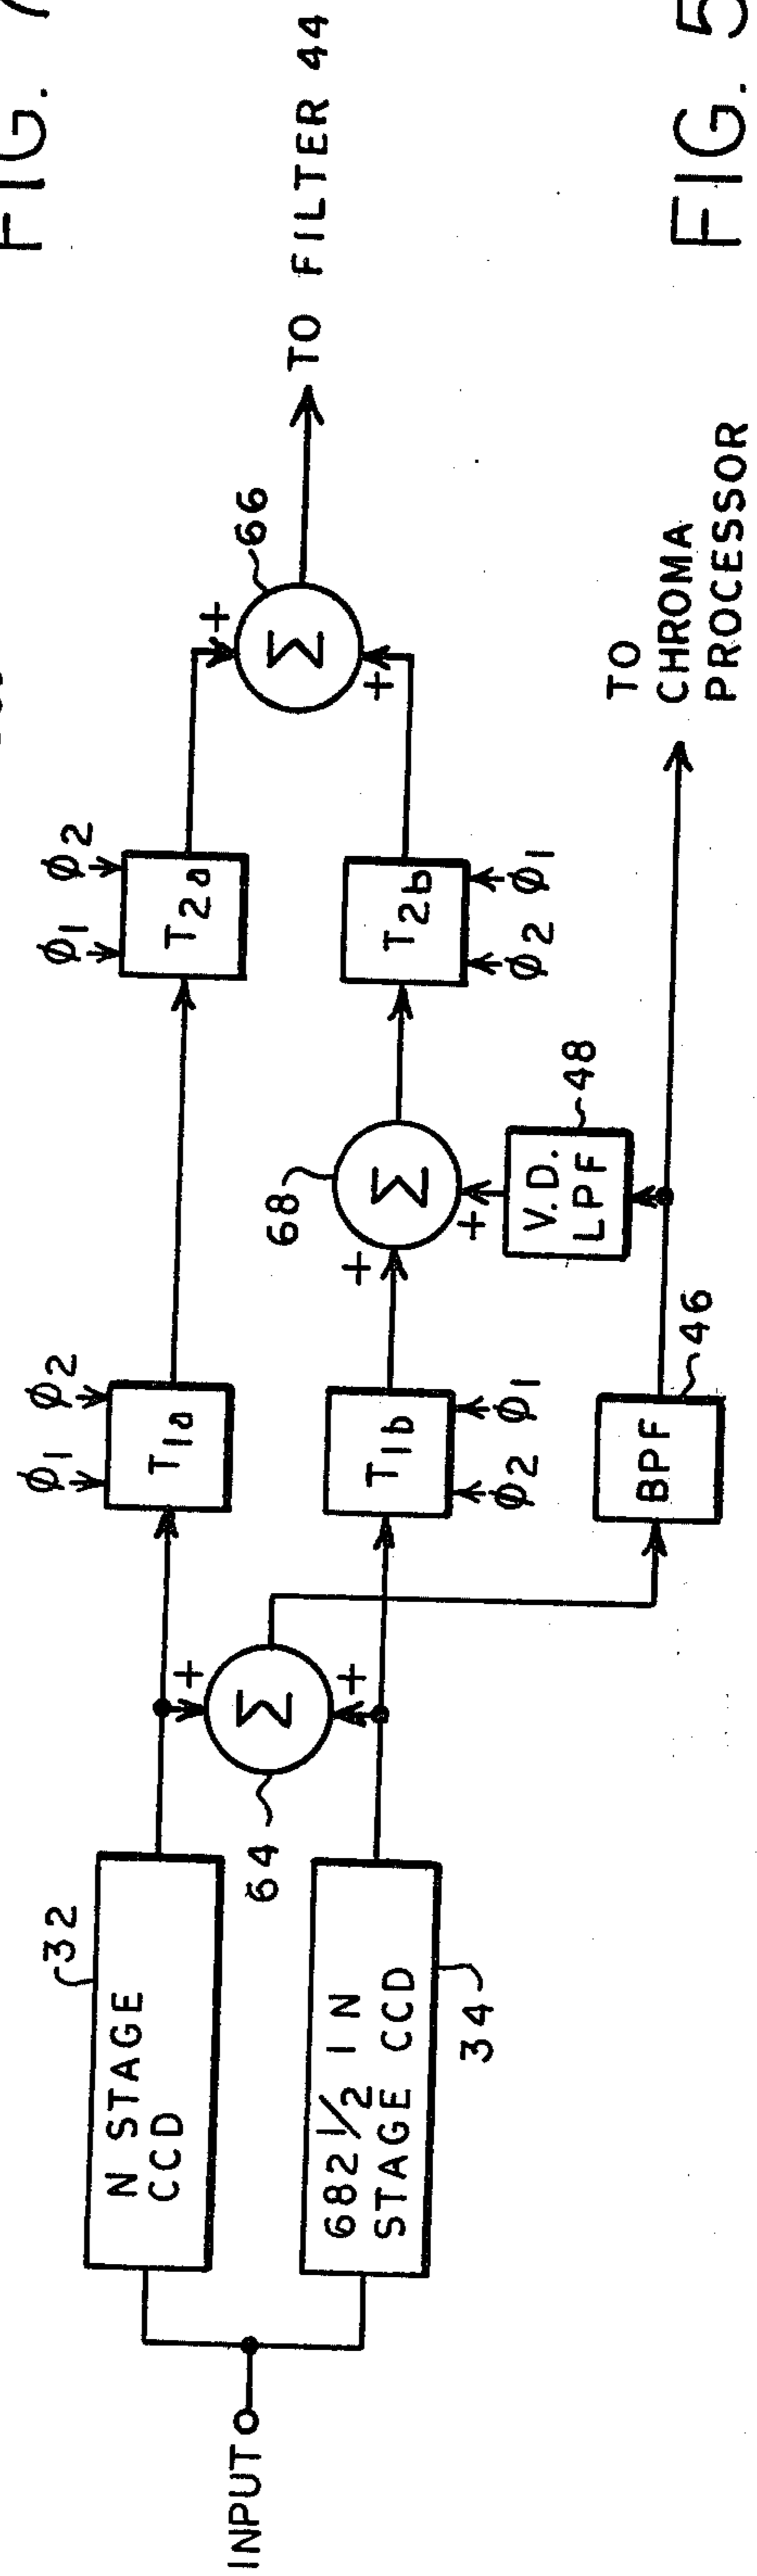 FIG. 7
INPUT
N STAGE
CCD
32
682 1/2 IN
STAGE CCD
34
64
Σ
+
+
φ1
φ2
T1a
T1b
φ2
φ1
BPF
46
68
Σ
+
+
V.D.
LPF
48
φ1
φ2
T2a
T2b
φ2
φ1
66
Σ
+
+
TO FILTER 44
TO
CHROMA
PROCESSOR
FIG. 5